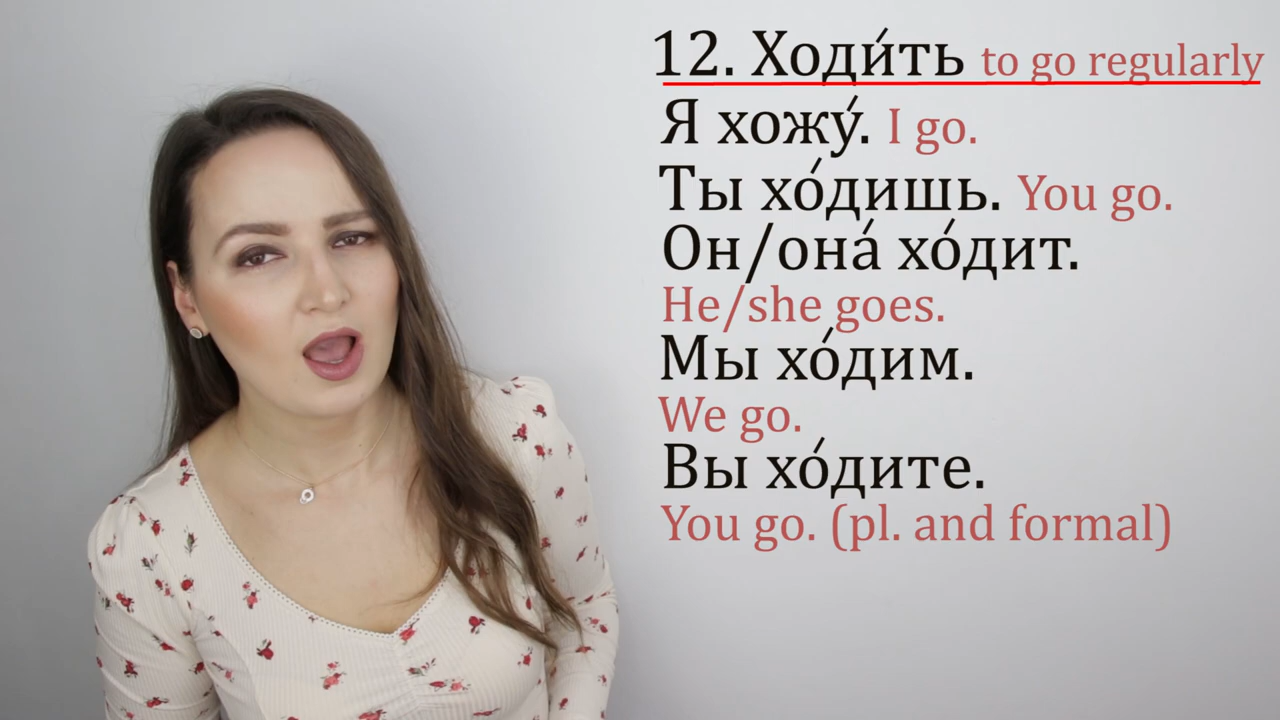 12. Ходи́ть to go regularly
Я хожу́. I go.
Ты хо́дишь. You go.
Он/она́ хо́дит.
He/she goes.
Мы хо́дим.
We go.
Вы хо́дите.
You go. (pl. and formal)